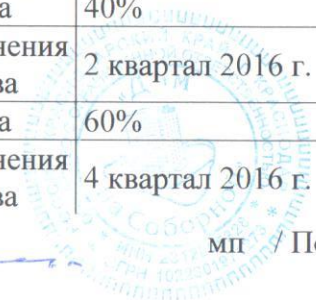 а 40%
нения
ва 2 квартал 2016 г.
а 60%
нения
ва 4 квартал 2016 г.
мп / По